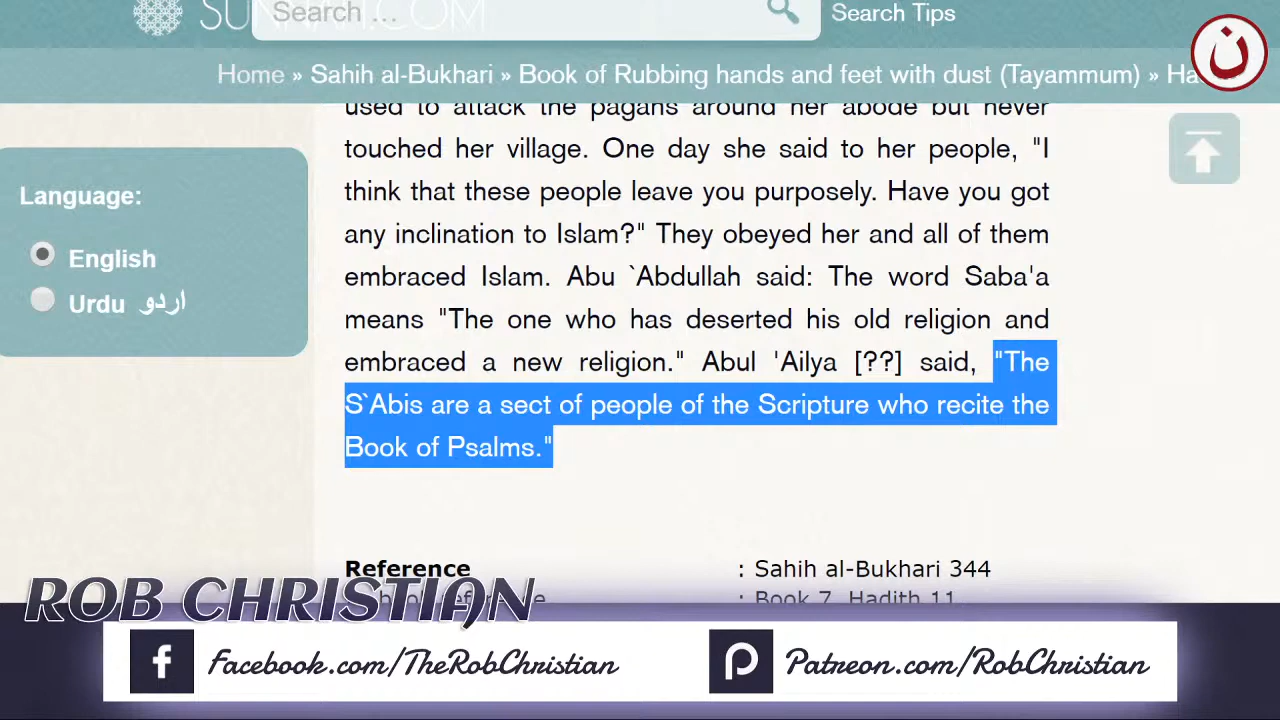 SUNNAH.COM
Search ...
Search Tips
ن
Home » Sahih al-Bukhari » Book of Rubbing hands and feet with dust (Tayammum) » Ha
used to attack the pagans around her abode but never
touched her village. One day she said to her people, "I
think that these people leave you purposely. Have you got
any inclination to Islam?" They obeyed her and all of them
embraced Islam. Abu `Abdullah said: The word Saba'a
means "The one who has deserted his old religion and
embraced a new religion." Abul 'Ailya [??] said, "The
S`Abis are a sect of people of the Scripture who recite the
Book of Psalms."
Language:
English
Urdu اردو
Reference : Sahih al-Bukhari 344
: Book 7, Hadith 11
ROB CHRISTIAN
f Facebook.com/TheRobChristian
Patreon.com/RobChristian